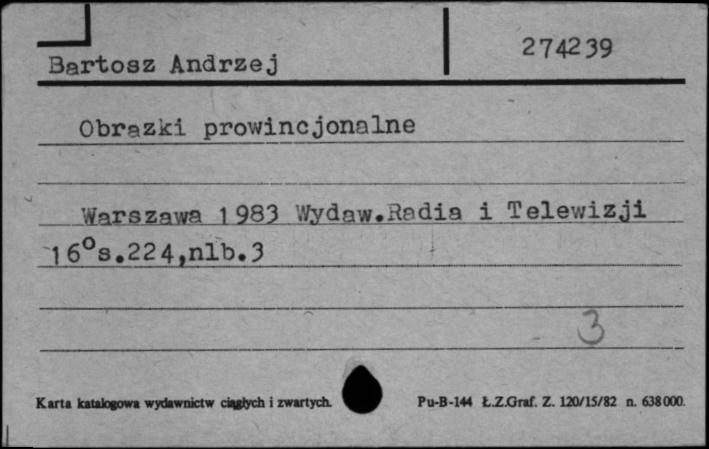 274239
Bartosz Andrzej
Obrazki prowincjonalne
Warszawa 1983 Wydaw.Radia i Telewizji
16°s.224,nlb.3
3
Karta katalogowa wydawnictw ciągłych i zwartych. Pu-B-144 Ł.Z.Graf. Z. 120/15/82 n. 638000.